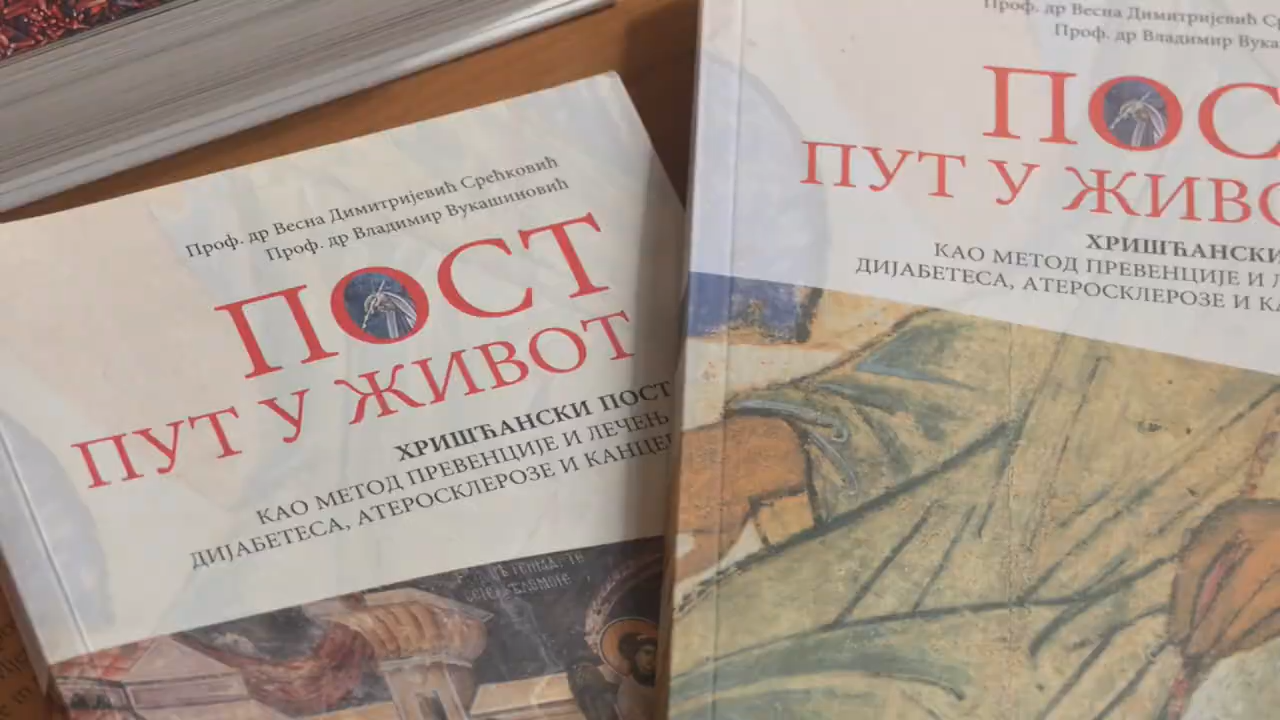 Проф. др Весна Димитријевић Срећковић
Проф. др Владимир Вукашиновић
ПОСТ
ПУТ У ЖИВОТ
ХРИШЋАНСКИ ПОСТ
КАО МЕТОД ПРЕВЕНЦИЈЕ И ЛЕЧЕЊ
ДИЈАБЕТЕСА, АТЕРОСКЛЕРОЗЕ И КАНЦЕ
Проф. др Весна Димитријевић Ср
Проф. др Владимир Вука
ПОС
ПУТ У ЖИВО
ХРИШЋАНСКИ
КАО МЕТОД ПРЕВЕНЦИЈЕ И Л
ДИЈАБЕТЕСА, АТЕРОСКЛЕРОЗЕ И КА